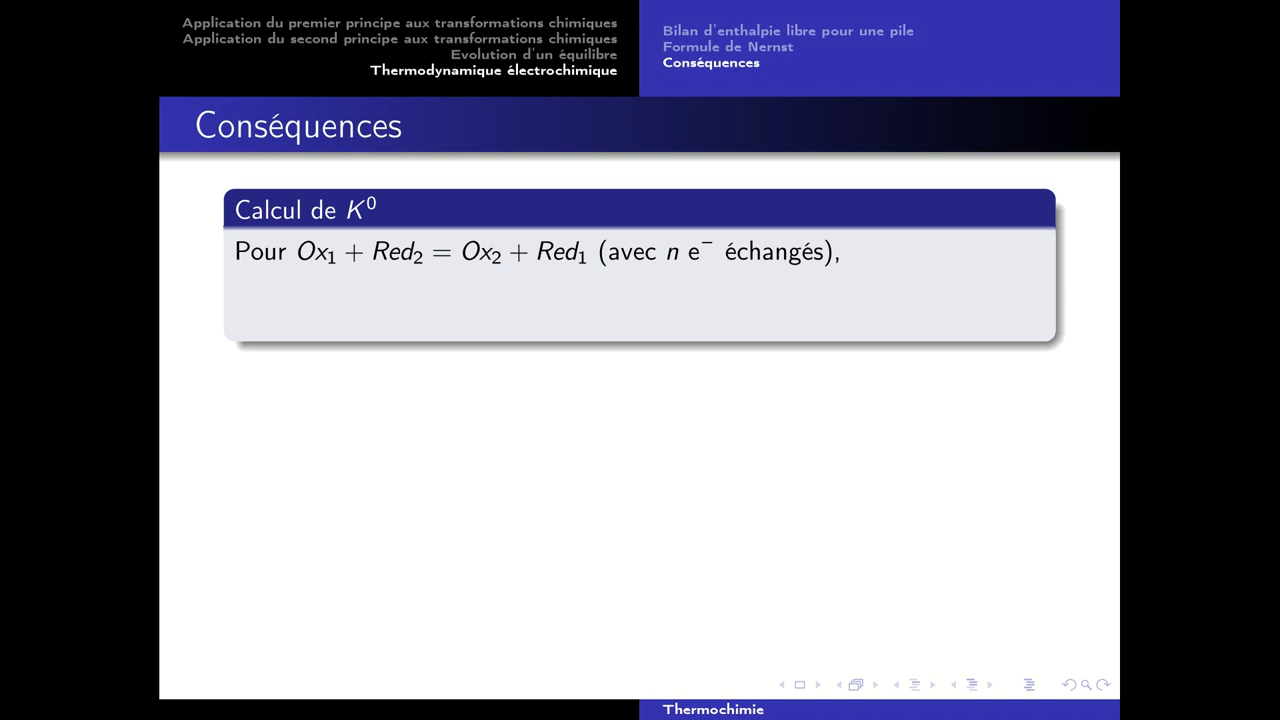 Application du premier principe aux transformations chimiques
Application du second principe aux transformations chimiques
Evolution d'un équilibre
Thermodynamique électrochimique
Bilan d'enthalpie libre pour une pile
Formule de Nernst
Conséquences
Conséquences
Calcul de K⁰
Pour Ox₁ + Red₂ = Ox₂ + Red₁ (avec n e⁻ échangés),
Thermochimie